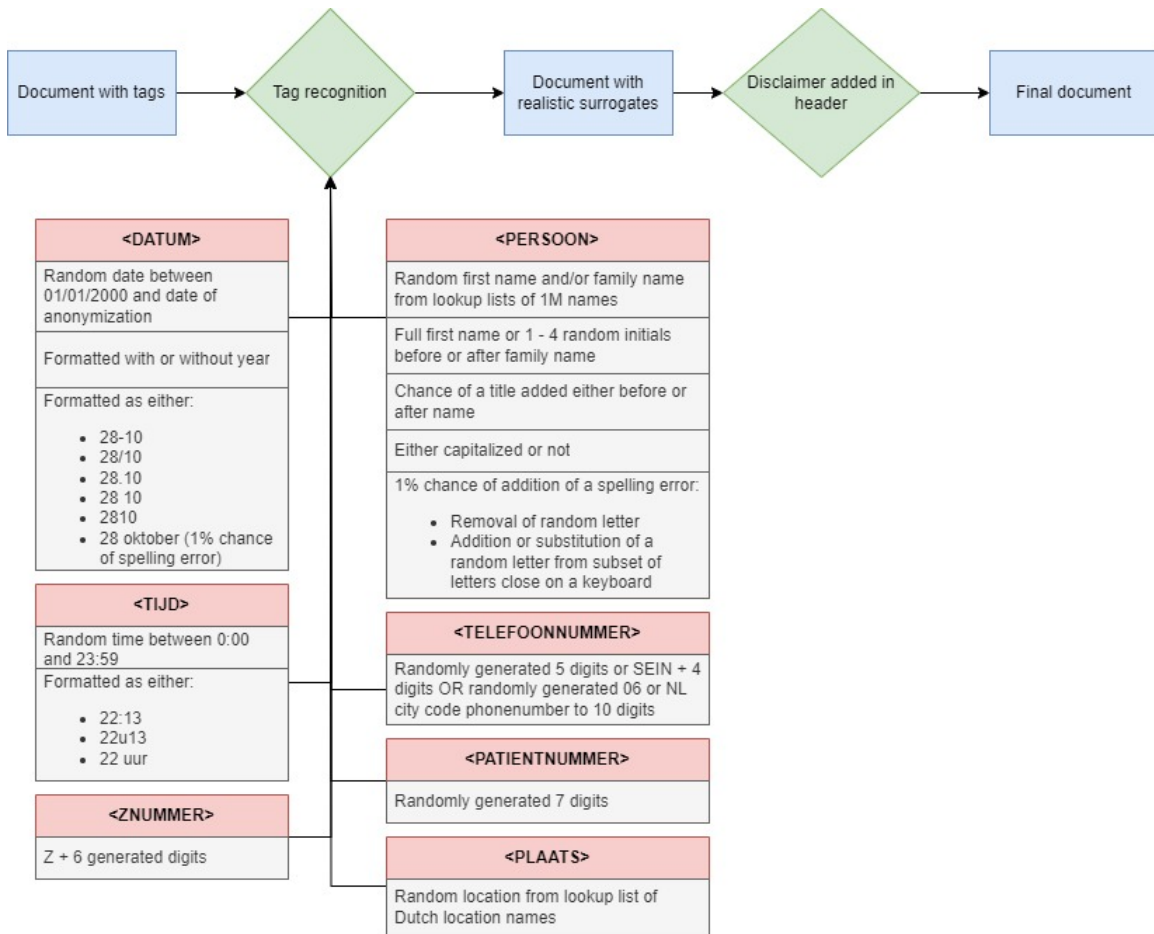 Document with tags
Tag recognition
Document with
realistic surrogates
Disclaimer added in
header
Final document
<DATUM>
Random date between
01/01/2000 and date of
anonymization
Formatted with or without year
Formatted as either:
• 28-10
• 28/10
• 28.10
• 28 10
• 2810
• 28 oktober (1% chance
of spelling error)
<TIJD>
Random time between 0:00
and 23:59
Formatted as either:
• 22:13
• 22u13
• 22 uur
<ZNUMMER>
Z + 6 generated digits
<PERSOON>
Random first name and/or family name
from lookup lists of 1M names
Full first name or 1 - 4 random initials
before or after family name
Chance of a title added either before or
after name
Either capitalized or not
1% chance of addition of a spelling error:
• Removal of random letter
• Addition or substitution of a
random letter from subset of
letters close on a keyboard
<TELEFOONNUMMER>
Randomly generated 5 digits or SEIN + 4
digits OR randomly generated 06 or NL
city code phonenumber to 10 digits
<PATIENTNUMMER>
Randomly generated 7 digits
<PLAATS>
Random location from lookup list of
Dutch location names